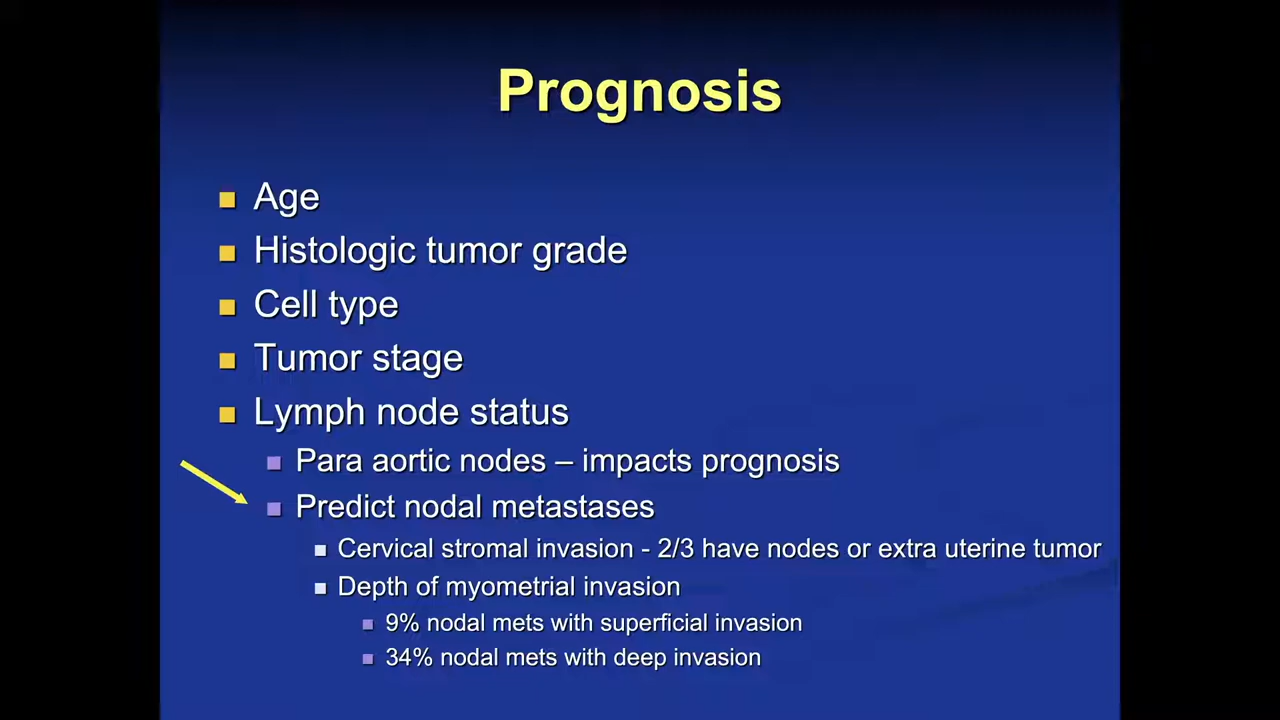 Prognosis
Age
Histologic tumor grade
Cell type
Tumor stage
Lymph node status
Para aortic nodes – impacts prognosis
Predict nodal metastases
Cervical stromal invasion - 2/3 have nodes or extra uterine tumor
Depth of myometrial invasion
9% nodal mets with superficial invasion
34% nodal mets with deep invasion